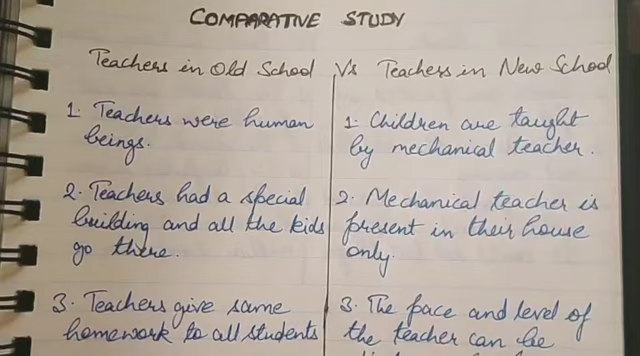 COMPARATIVE STUDY
Teachers in Old School Vs Teachers in New School
1. Teachers were human
beings.
2. Teachers had a special
building and all the kids
go there.
3. Teachers give same
homework to all students
1. Children are taught
by mechanical teacher.
2. Mechanical teacher is
present in their house
only.
3. The pace and level of
the teacher can be